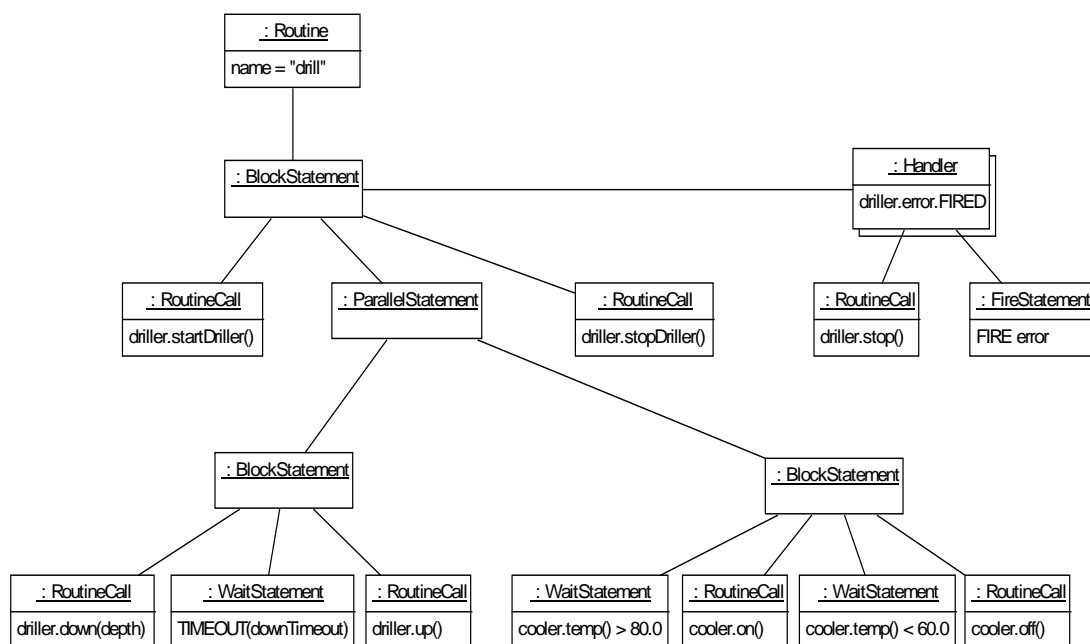 : Routine
name = "drill"
: BlockStatement
: Handler
driller.error.FIRED
: RoutineCall
driller.startDriller()
: ParallelStatement
: RoutineCall
driller.stopDriller()
: RoutineCall
driller.stop()
: FireStatement
FIRE error
: BlockStatement
: BlockStatement
: RoutineCall
driller.down(depth)
: WaitStatement
TIMEOUT(downTimeout)
: RoutineCall
driller.up()
: WaitStatement
cooler.temp() > 80.0
: RoutineCall
cooler.on()
: WaitStatement
cooler.temp() < 60.0
: RoutineCall
cooler.off()